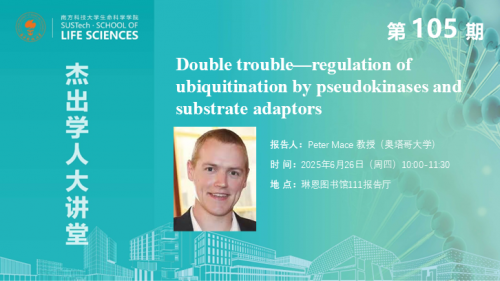 南方科技大学生命科学学院
SUSTech · SCHOOL OF
LIFE SCIENCES
第 105 期
杰出学人大讲堂
Double trouble—regulation of
ubiquitination by pseudokinases and
substrate adaptors
报告人：Peter Mace 教授（奥塔哥大学）
时 间：2025年6月26日（周四）10:00-11:30
地 点：琳恩图书馆111报告厅